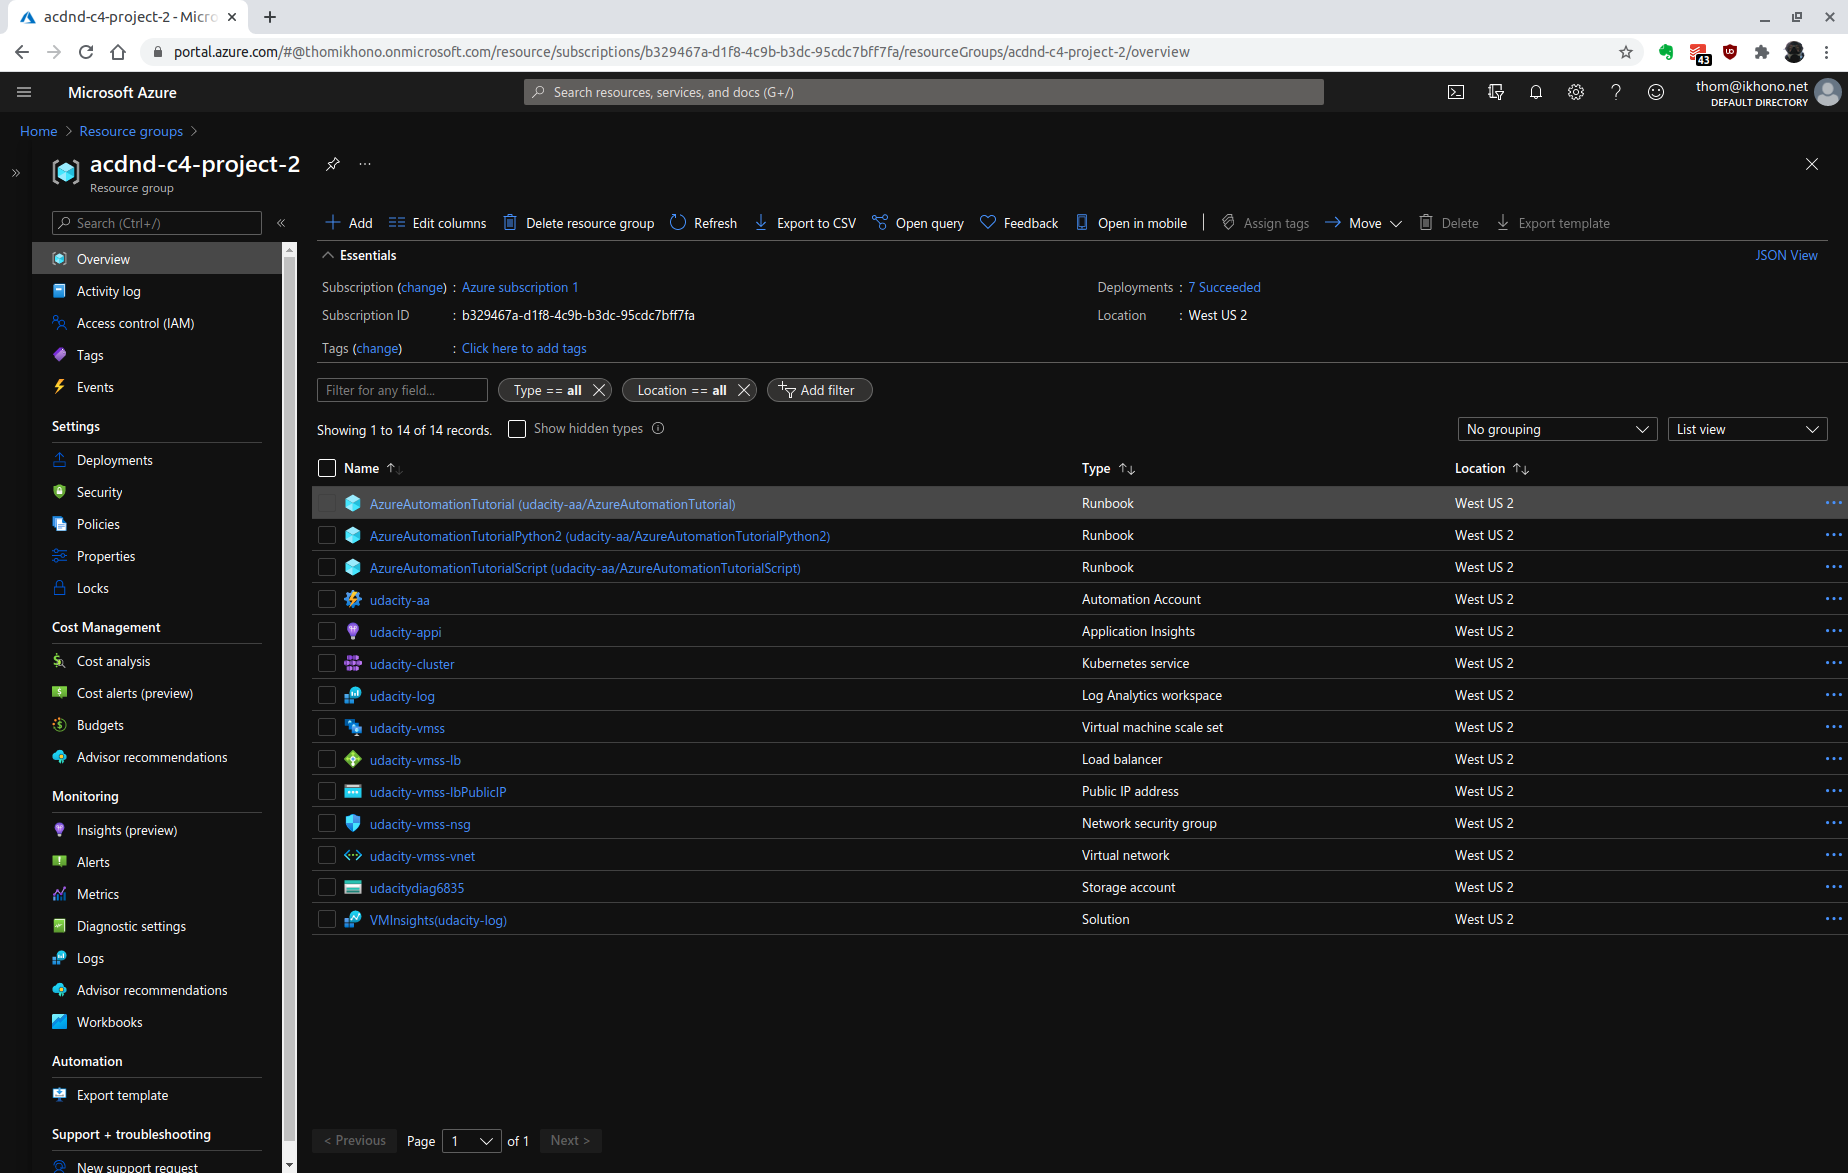 acdnd-c4-project-2 - Micro
portal.azure.com/#@thomikhono.onmicrosoft.com/resource/subscriptions/b329467a-d1f8-4c9b-b3dc-95cdc7bff7fa/resourceGroups/acdnd-c4-project-2/overview
43
Microsoft Azure
Search resources, services, and docs (G+/)
thom@ikhono.net
DEFAULT DIRECTORY
Home > Resource groups >
acdnd-c4-project-2
Resource group
Search (Ctrl+/)
Add Edit columns Delete resource group Refresh Export to CSV Open query Feedback Open in mobile Assign tags Move Delete Export template
Overview
Activity log
Access control (IAM)
Tags
Events
Settings
Deployments
Security
Policies
Properties
Locks
Cost Management
Cost analysis
Cost alerts (preview)
Budgets
Advisor recommendations
Monitoring
Insights (preview)
Alerts
Metrics
Diagnostic settings
Logs
Advisor recommendations
Workbooks
Automation
Export template
Support + troubleshooting
New support request
Essentials JSON View
Subscription (change) : Azure subscription 1 Deployments : 7 Succeeded
Subscription ID : b329467a-d1f8-4c9b-b3dc-95cdc7bff7fa Location : West US 2
Tags (change) : Click here to add tags
Filter for any field... Type == all Location == all Add filter
Showing 1 to 14 of 14 records. Show hidden types No grouping List view
Name Type Location
AzureAutomationTutorial (udacity-aa/AzureAutomationTutorial) Runbook West US 2
AzureAutomationTutorialPython2 (udacity-aa/AzureAutomationTutorialPython2) Runbook West US 2
AzureAutomationTutorialScript (udacity-aa/AzureAutomationTutorialScript) Runbook West US 2
udacity-aa Automation Account West US 2
udacity-appi Application Insights West US 2
udacity-cluster Kubernetes service West US 2
udacity-log Log Analytics workspace West US 2
udacity-vmss Virtual machine scale set West US 2
udacity-vmss-lb Load balancer West US 2
udacity-vmss-lbPublicIP Public IP address West US 2
udacity-vmss-nsg Network security group West US 2
udacity-vmss-vnet Virtual network West US 2
udacitydiag6835 Storage account West US 2
VMInsights(udacity-log) Solution West US 2
< Previous Page 1 of 1 Next >